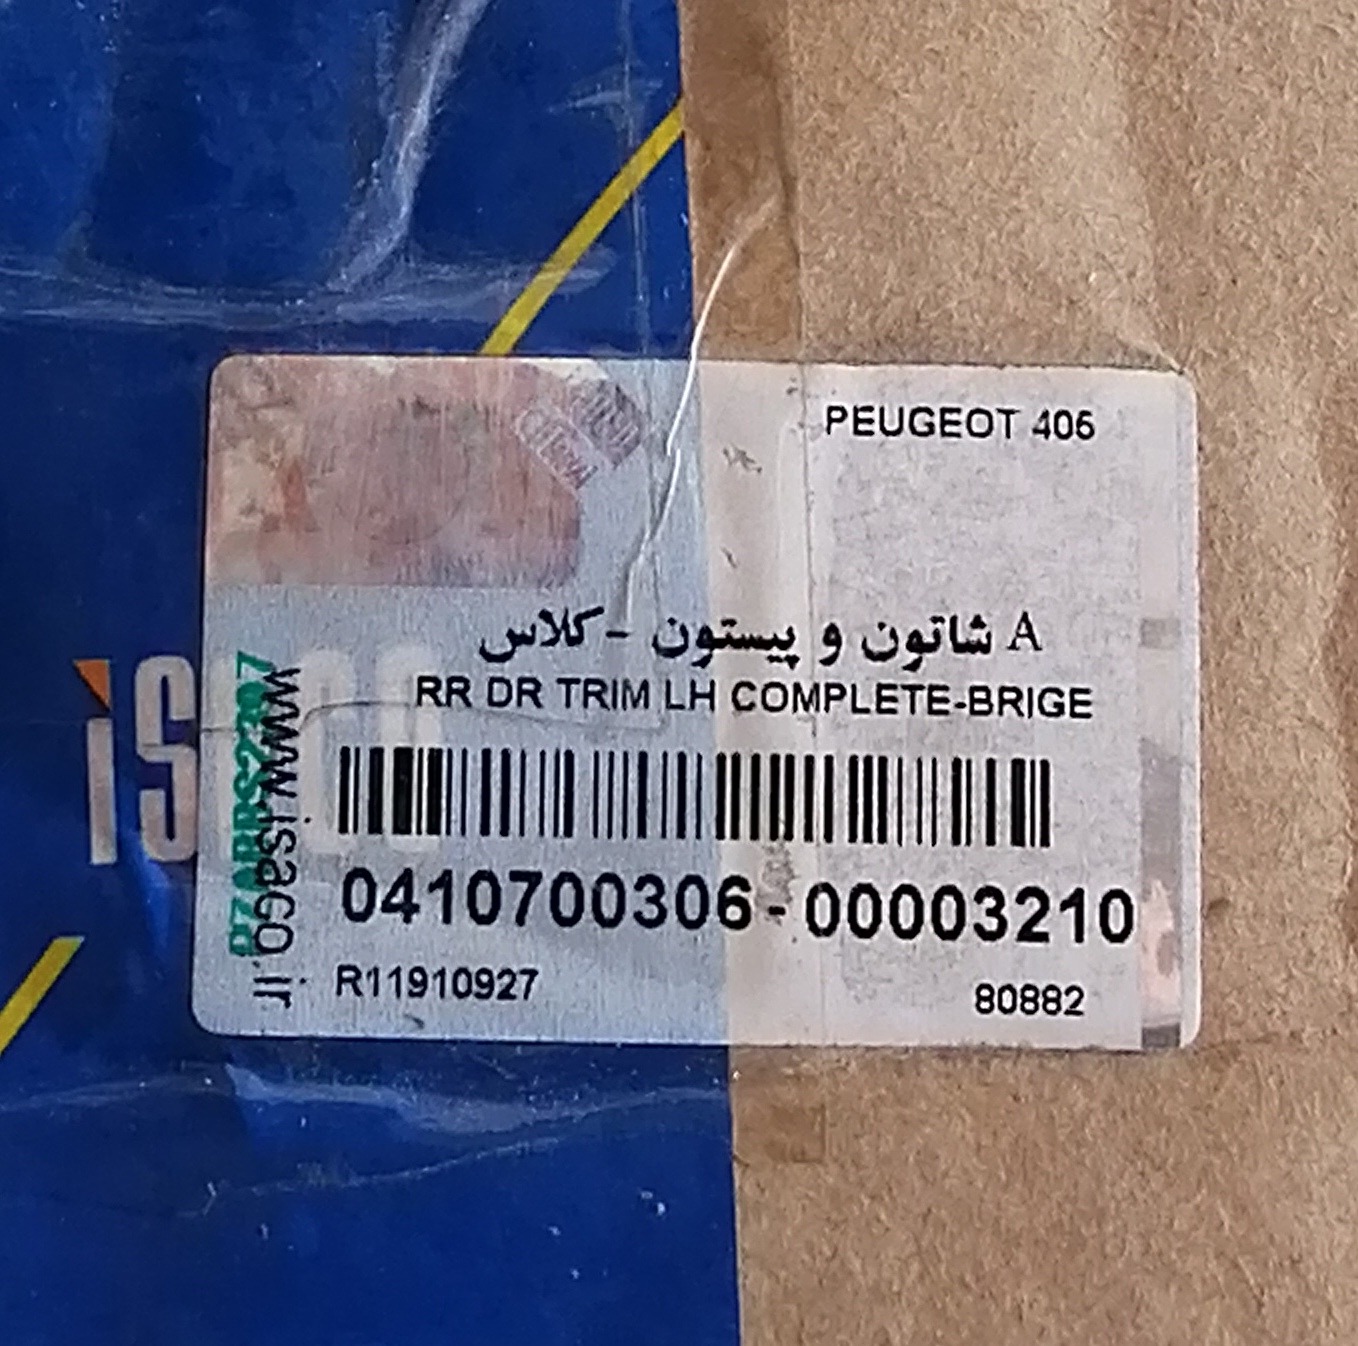 PEUGEOT 406
شاتون و پیستون -کلاس A
RR DR TRIM LH COMPLETE-BRIGE
0410700306-00003210
R11910927
80882
www.isaco.ir